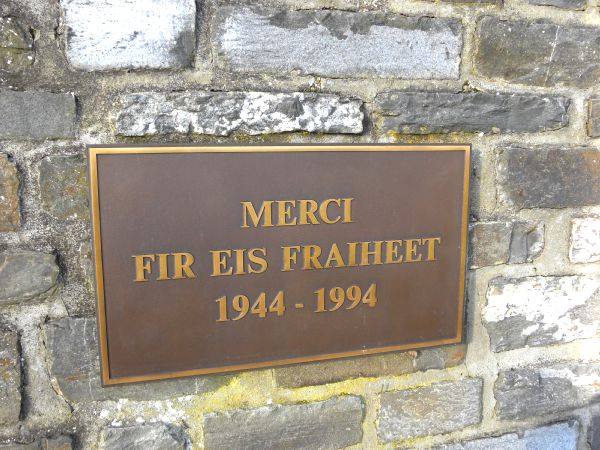 MERCI
FIR EIS FRAIHEET
1944 - 1994